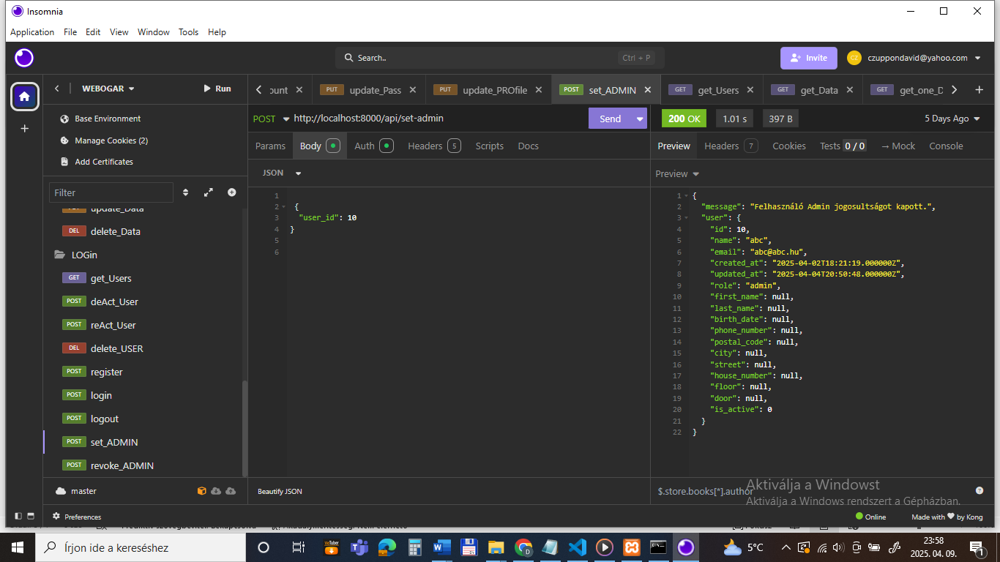 Insomnia
Application File Edit View Window Tools Help
Search.. Ctrl + P
Invite
CZ czuppondavid@yahoo.com
WEBOGAR
Run
ount
PUT update_Pass
PUT update_PROfile
POST set_ADMIN
GET get_Users
GET get_Data
GET get_one_D
Base Environment
Manage Cookies (2)
Add Certificates
Filter
update_Data
DEL delete_Data
LOGin
GET get_Users
POST deAct_User
POST reAct_User
DEL delete_USER
POST register
POST login
POST logout
POST set_ADMIN
POST revoke_ADMIN
master
Preferences
POST http://localhost:8000/api/set-admin
Send
Params Body Auth Headers 5 Scripts Docs
JSON
1
2 {
3 "user_id": 10
4 }
5
6
Beautify JSON
200 OK 1.01 s 397 B 5 Days Ago
Preview Headers 7 Cookies Tests 0 / 0 → Mock Console
Preview
1 {
2 "message": "Felhasználó Admin jogosultságot kapott.",
3 "user": {
4 "id": 10,
5 "name": "abc",
6 "email": "abc@abc.hu",
7 "created_at": "2025-04-02T18:21:19.000000Z",
8 "updated_at": "2025-04-04T20:50:48.000000Z",
9 "role": "admin",
10 "first_name": null,
11 "last_name": null,
12 "birth_date": null,
13 "phone_number": null,
14 "postal_code": null,
15 "city": null,
16 "street": null,
17 "house_number": null,
18 "floor": null,
19 "door": null,
20 "is_active": 0
21 }
22 }
$.store.books[*].author
Aktiválja a Windowst
Aktiválja a Windows rendszert a Gépházban.
Online
Made with by Kong
Írjon ide a kereséshez
5°C
23:58
2025. 04. 09.
1